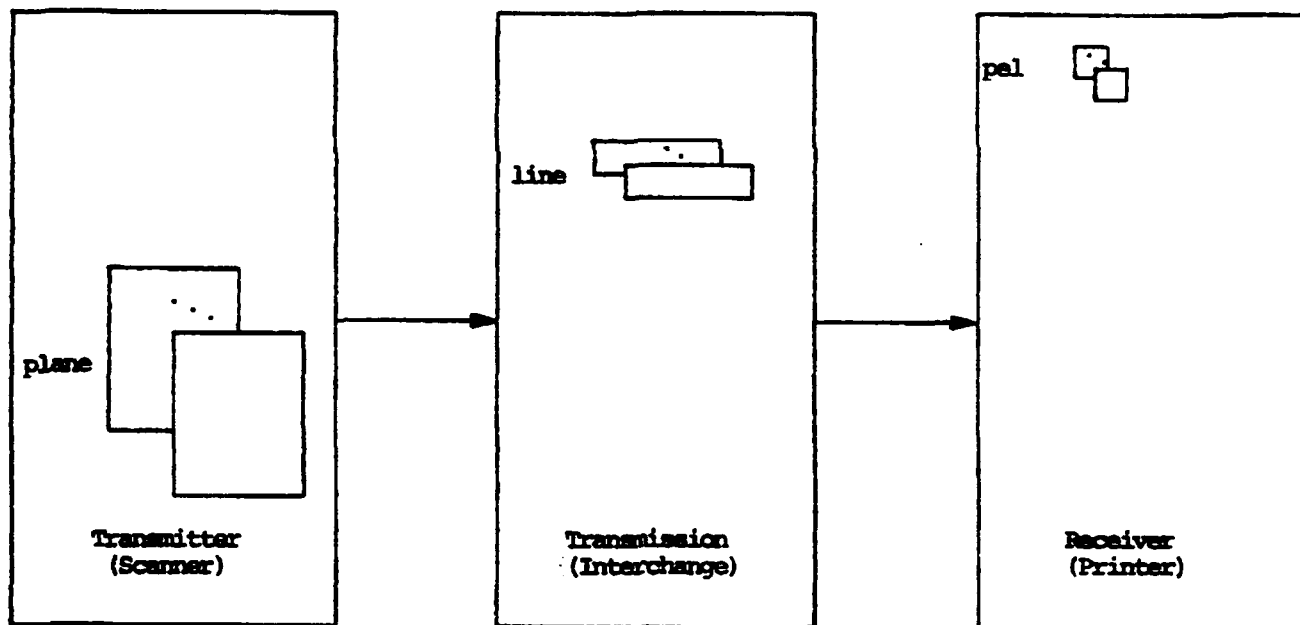 plane
Transmitter
(Scanner)
line
Transmission
(Interchange)
pel
Receiver
(Printer)